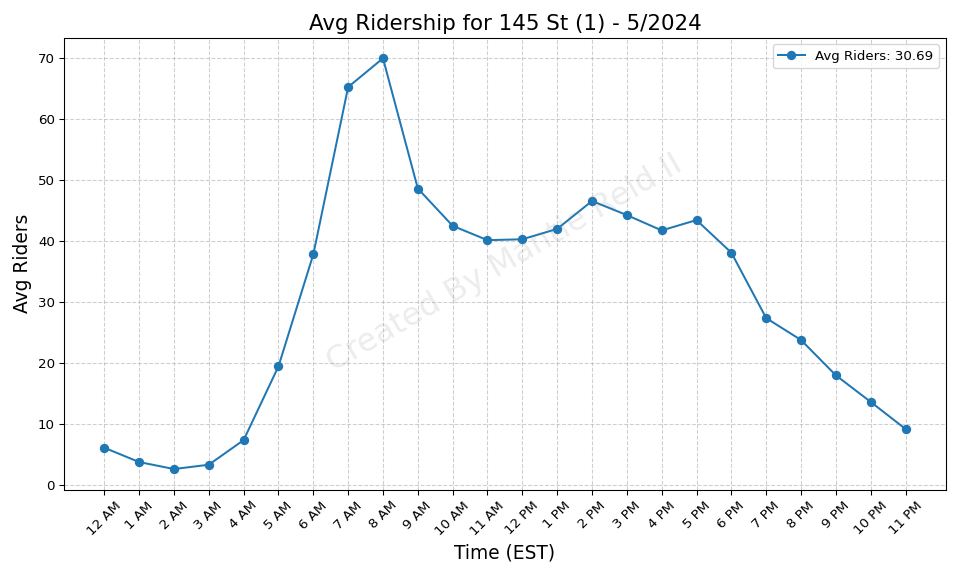 Avg Ridership for 145 St (1) - 5/2024
Avg Riders: 30.69
Avg Riders
70
60
50
40
30
20
10
0
12 AM
1 AM
2 AM
3 AM
4 AM
5 AM
6 AM
7 AM
8 AM
9 AM
10 AM
11 AM
12 PM
1 PM
2 PM
3 PM
4 PM
5 PM
6 PM
7 PM
8 PM
9 PM
10 PM
11 PM
Time (EST)
Created By
Reid II